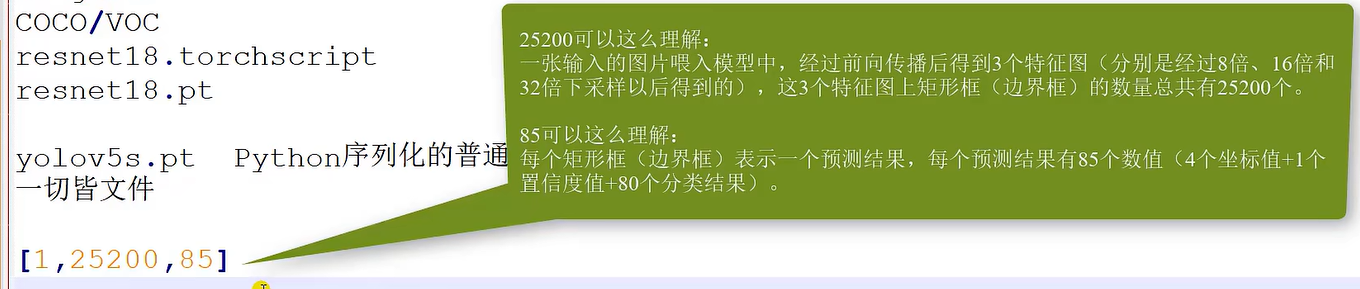 COCO/VOC
resnet18.torchscript
resnet18.pt
yolov5s.pt Python序列化的普通
一切皆文件
[1,25200,85]
25200可以这么理解：
一张输入的图片喂入模型中，经过前向传播后得到3个特征图（分别是经过8倍、16倍和
32倍下采样以后得到的），这3个特征图上矩形框（边界框）的数量总共有25200个。
85可以这么理解：
每个矩形框（边界框）表示一个预测结果，每个预测结果有85个数值（4个坐标值+1个
置信度值+80个分类结果）。